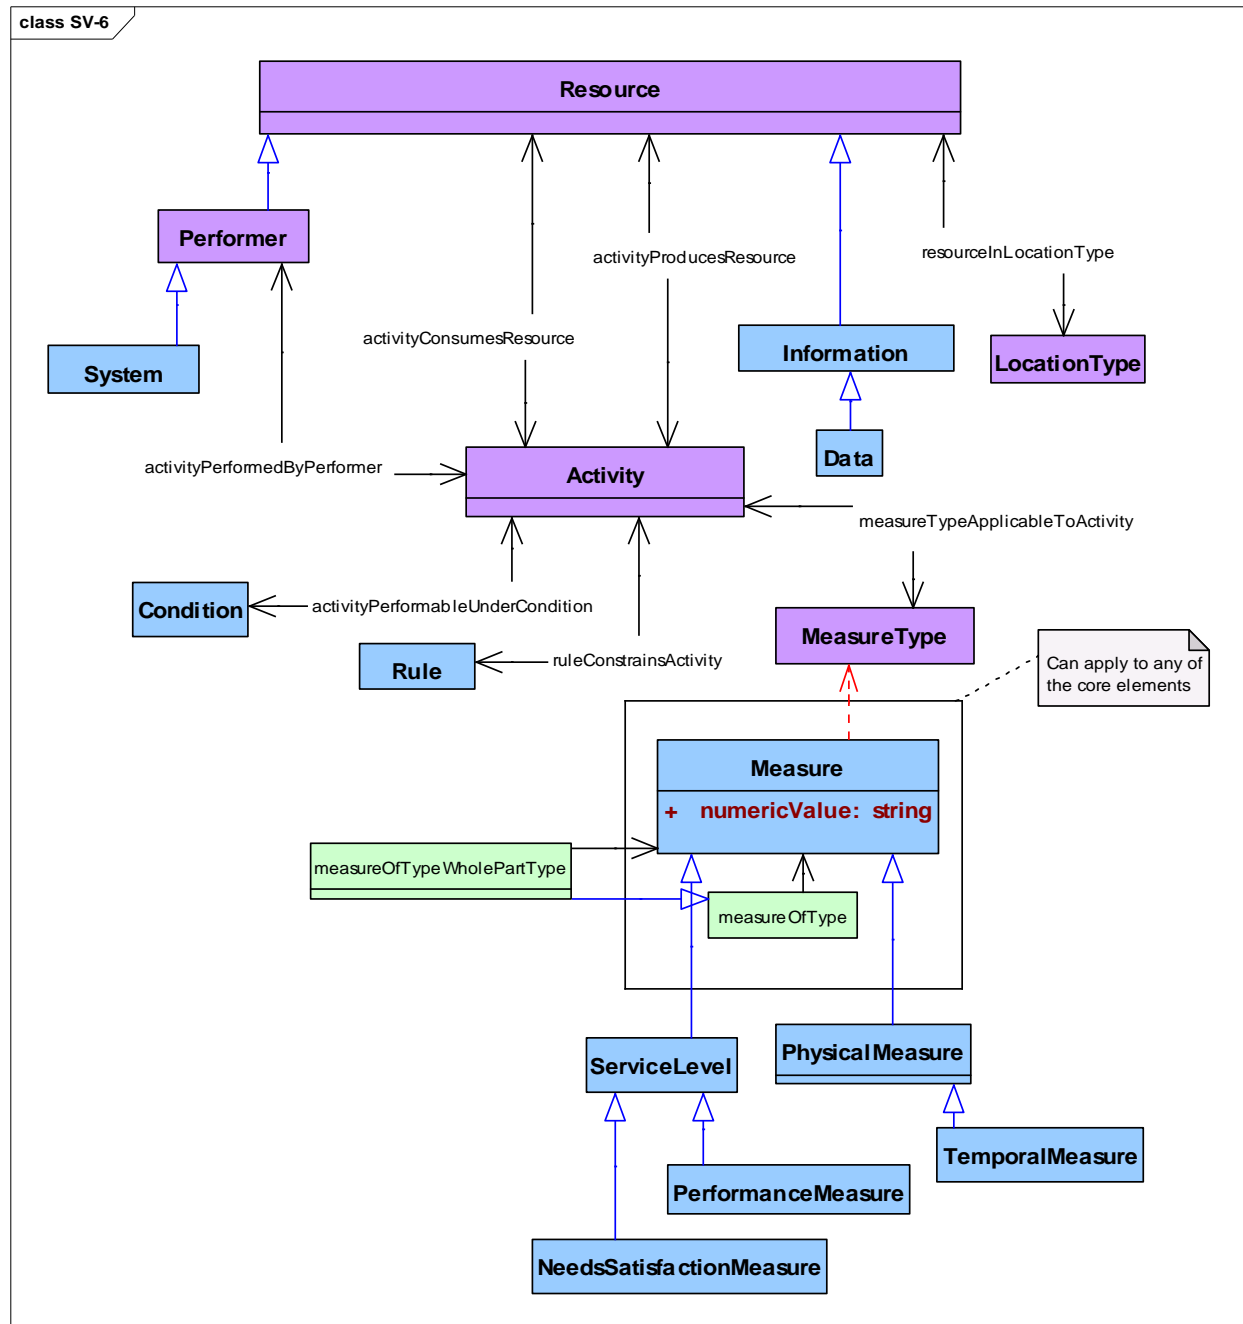 class SV-6
Resource
Performer
activityProducesResource
resourceInLocationType
activityConsumesResource
Information
LocationType
System
Data
activityPerformedByPerformer
Activity
measureTypeApplicableToActivity
Condition
activityPerformableUnderCondition
MeasureType
Rule
ruleConstrainsActivity
Can apply to any of
the core elements
Measure
+ numericValue: string
measureOfTypeWholePartType
measureOfType
PhysicalMeasure
ServiceLevel
TemporalMeasure
PerformanceMeasure
NeedsSatisfactionMeasure